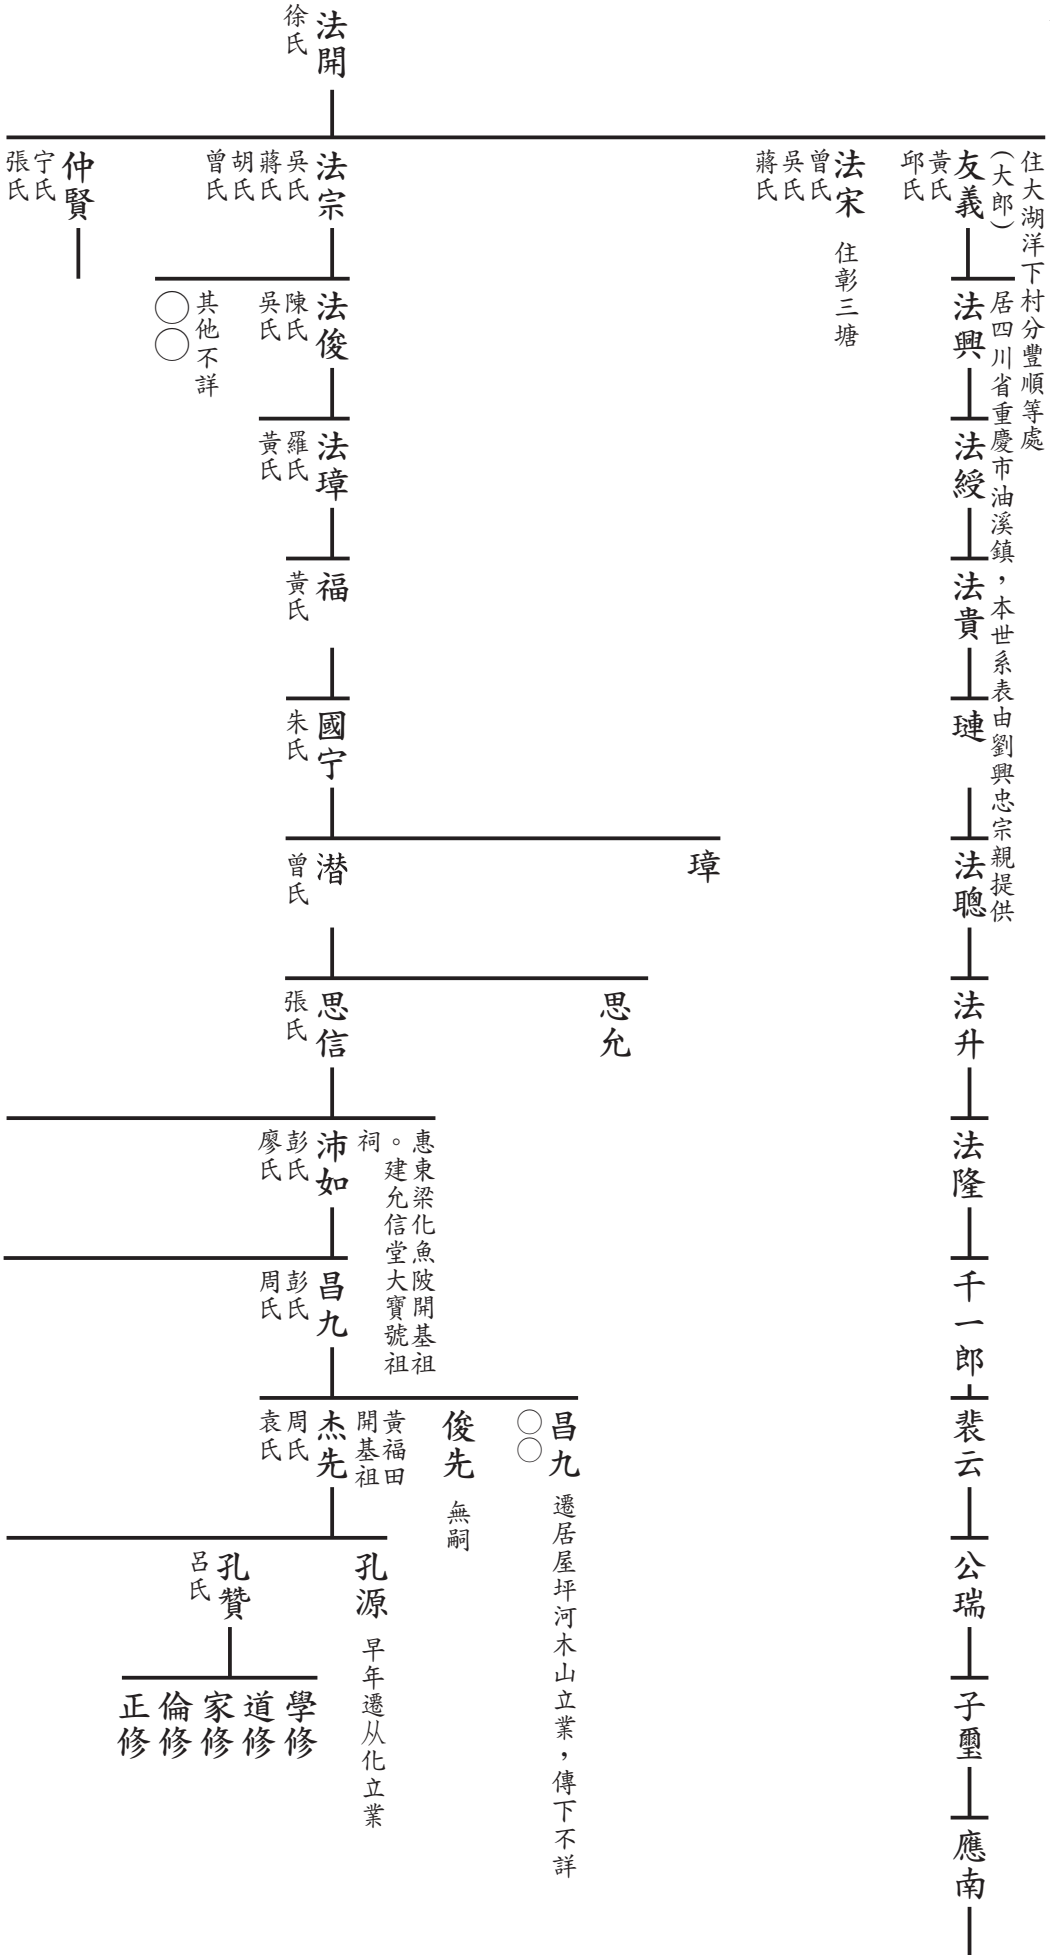 法開
徐氏
住大湖洋下村分豐順等處
(大郎)
友義
黃氏
邱氏
法宋
住彰三塘
曾氏
吳氏
蔣氏
法宗
吳氏
蔣氏
胡氏
曾氏
仲賢
宁氏
張氏
居四川省重慶市油溪鎮，本世系表由劉興忠宗親提供
法興
法俊
陳氏
吳氏
其他不詳
〇〇
法綬
法璋
羅氏
黃氏
法貴
福
黃氏
璉
國宁
朱氏
法聰
璋
潜
曾氏
法升
思允
思信
張氏
法隆
惠東梁化魚陂開基祖
。建允信堂大寶號祖
祠
沛如
彭氏
廖氏
千一郎
昌九
彭氏
周氏
裴云
昌九
遷居屋坪河木山立業，傳下不詳
〇〇
俊先
無嗣
黃福田
開基祖
杰先
周氏
袁氏
公瑞
孔源
早年遷从化立業
孔贊
呂氏
子璽
學修
道修
家修
倫修
正修
應南